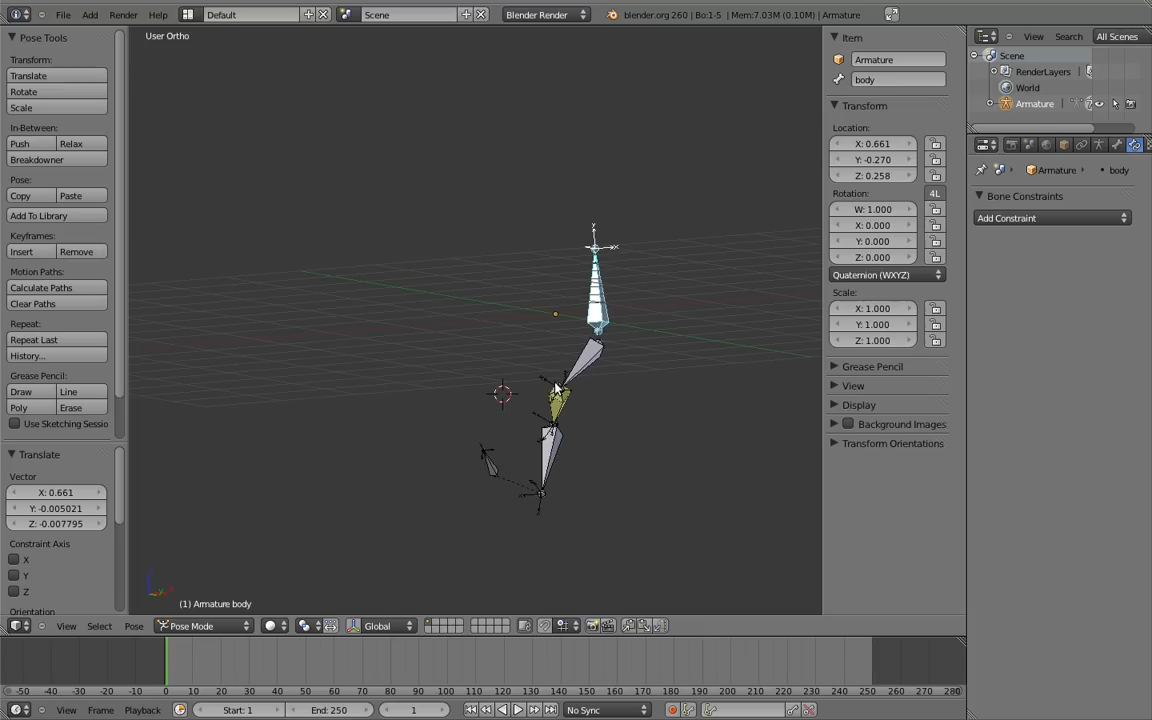 File Add Render Help Default Scene Blender Render blender.org 260 | Bo:1-5 | Mem:7.03M (0.10M) | Armature
Pose Tools
Transform:
Translate
Rotate
Scale
In-Between:
Push Relax
Breakdowner
Pose:
Copy Paste
Add To Library
Keyframes:
Insert Remove
Motion Paths:
Calculate Paths
Clear Paths
Repeat:
Repeat Last
History...
Grease Pencil:
Draw Line
Poly Erase
Use Sketching Sessio
Translate
Vector
X: 0.661
Y: -0.005021
Z: -0.007795
Constraint Axis
X
Y
Z
Orientation
User Ortho
(1) Armature body
Item
Armature
body
Transform
Location:
X: 0.661
Y: -0.270
Z: 0.258
Rotation: 4L
W: 1.000
X: 0.000
Y: 0.000
Z: 0.000
Quaternion (WXYZ)
Scale:
X: 1.000
Y: 1.000
Z: 1.000
Grease Pencil
View
Display
Background Images
Transform Orientations
View Search All Scenes
Scene
RenderLayers
World
Armature
Armature body
Bone Constraints
Add Constraint
View Select Pose Pose Mode Global
-50 -40 -30 -20 -10 0 10 20 30 40 50 60 70 80 90 100 110 120 130 140 150 160 170 180 190 200 210 220 230 240 250 260 270 280
View Frame Playback Start: 1 End: 250 1 No Sync